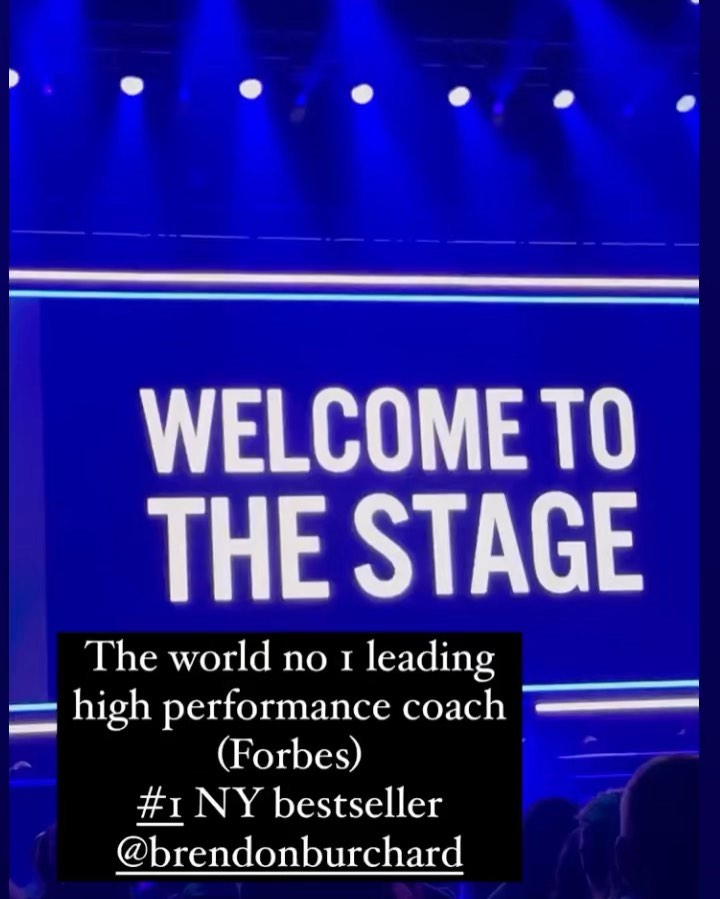 WELCOME TO
THE STAGE
The world no 1 leading
high performance coach
(Forbes)
#1 NY bestseller
@brendonburchard